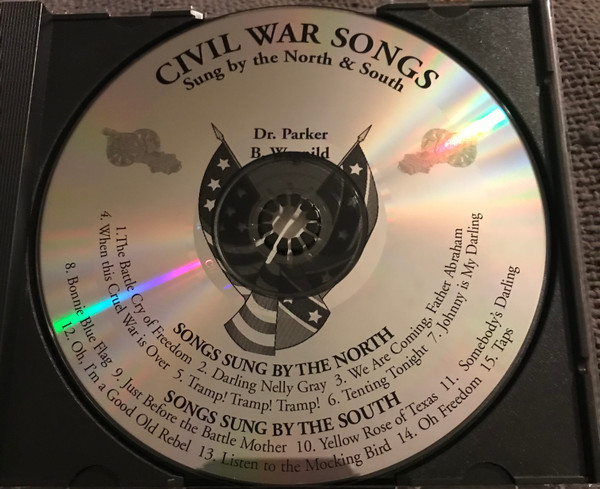 CIVIL WAR SONGS
Sung by the North & South
Dr. Parker
B.
SONGS SUNG BY THE NORTH
1. The Battle Cry of Freedom 2. Darling Nelly Gray 3. We Are Coming, Father Abraham
4. When this Cruel War is Over 5. Tramp! Tramp! Tramp! 6. Tenting Tonight 7. Johnny is My Darling
SONGS SUNG BY THE SOUTH
8. Bonnie Blue Flag 9. Just Before the Battle Mother 10. Yellow Rose of Texas 11. Somebody's Darling
12. Oh, I'm a Good Old Rebel 13. Listen to the Mocking Bird 14. Oh Freedom 15. Taps